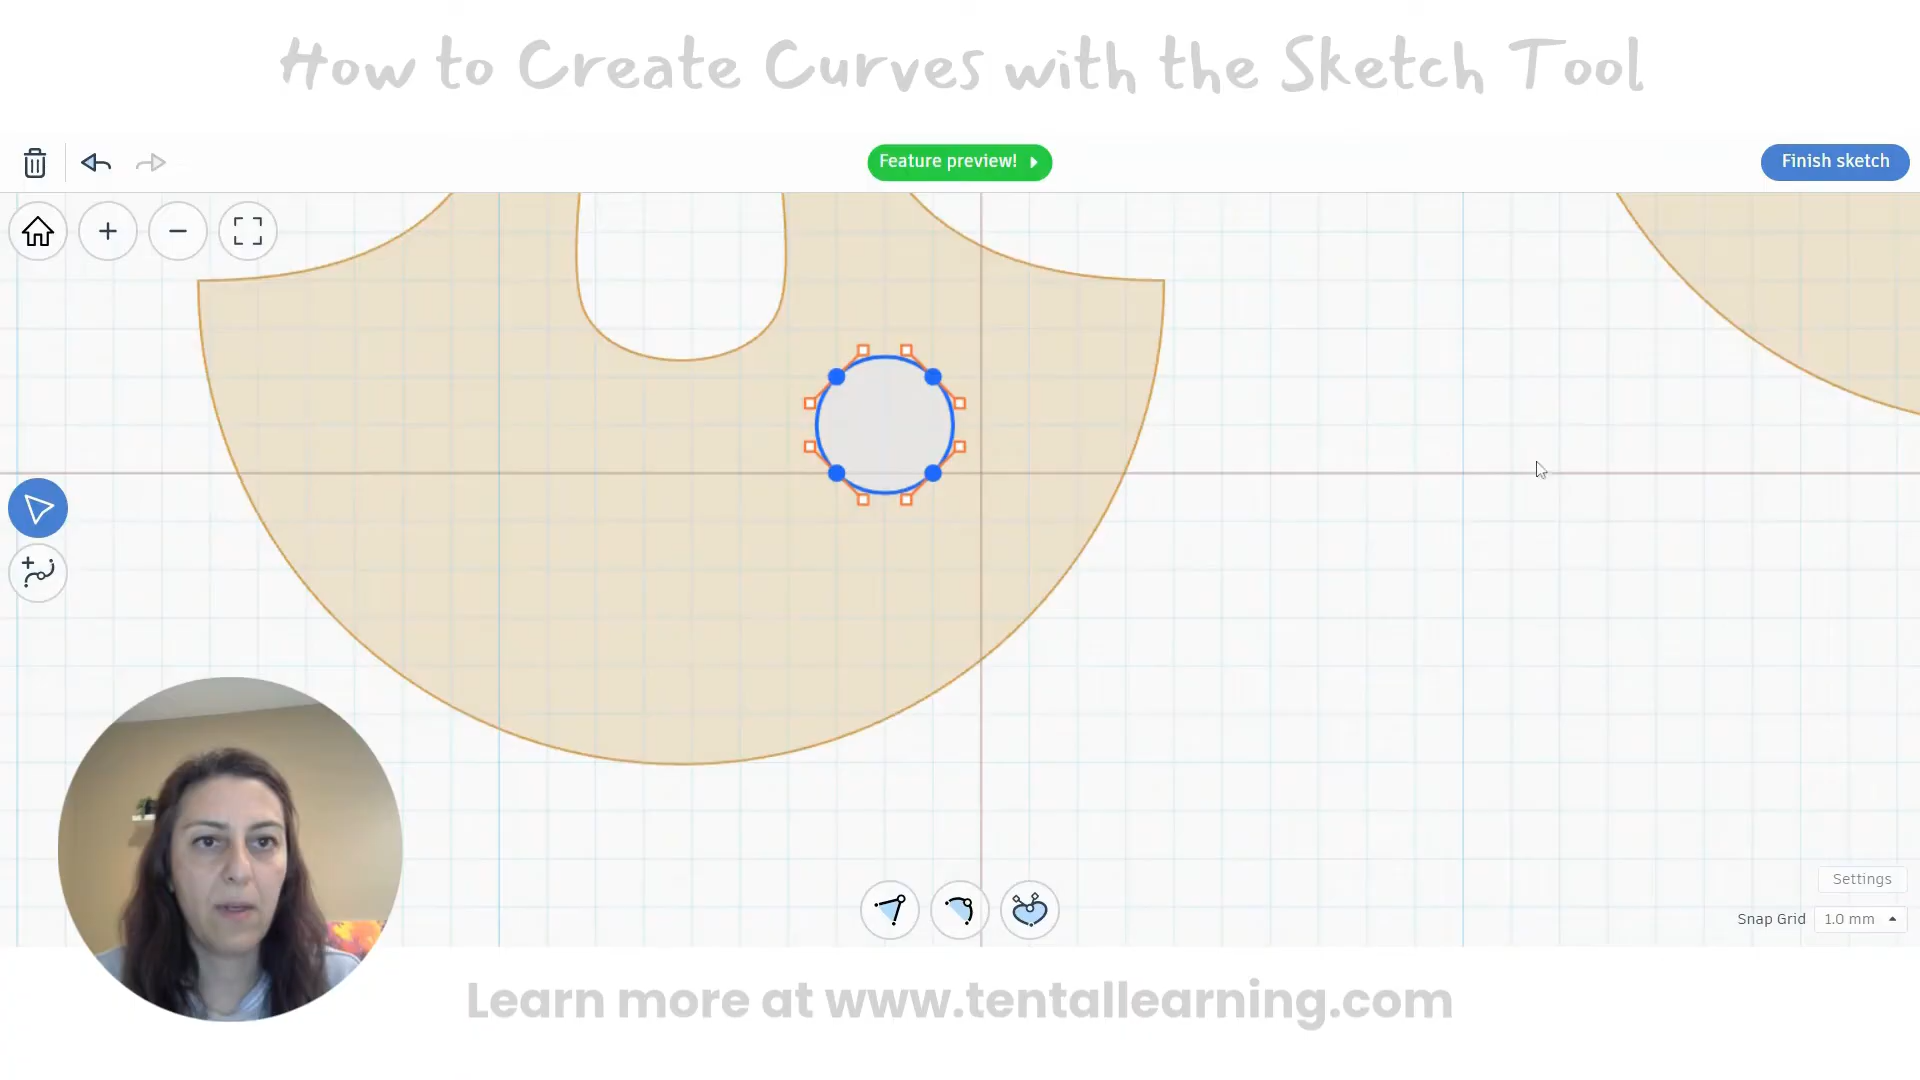 How to Create Curves with the Sketch Tool
Feature preview!
Finish sketch
Settings
Snap Grid 1.0 mm
Learn more at www.tentallearning.com